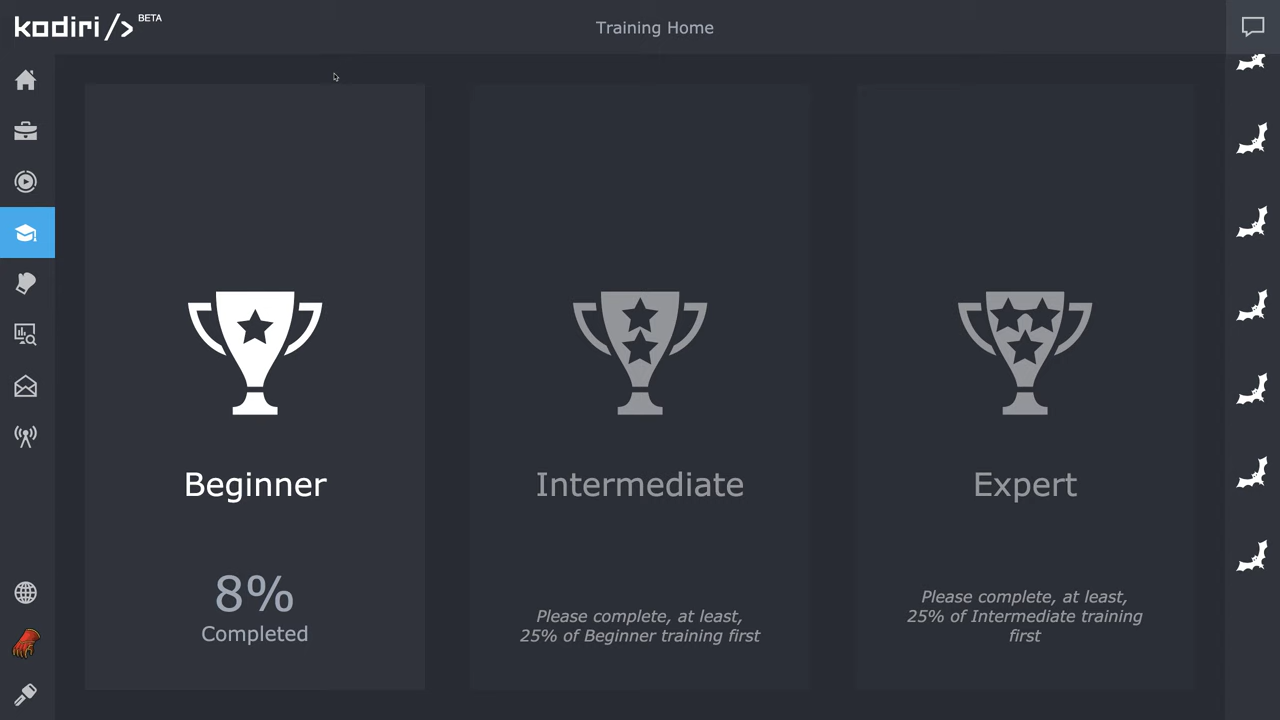 kodiri/> BETA
Training Home
Beginner
8%
Completed
Intermediate
Please complete, at least,
25% of Beginner training first
Expert
Please complete, at least,
25% of Intermediate training
first